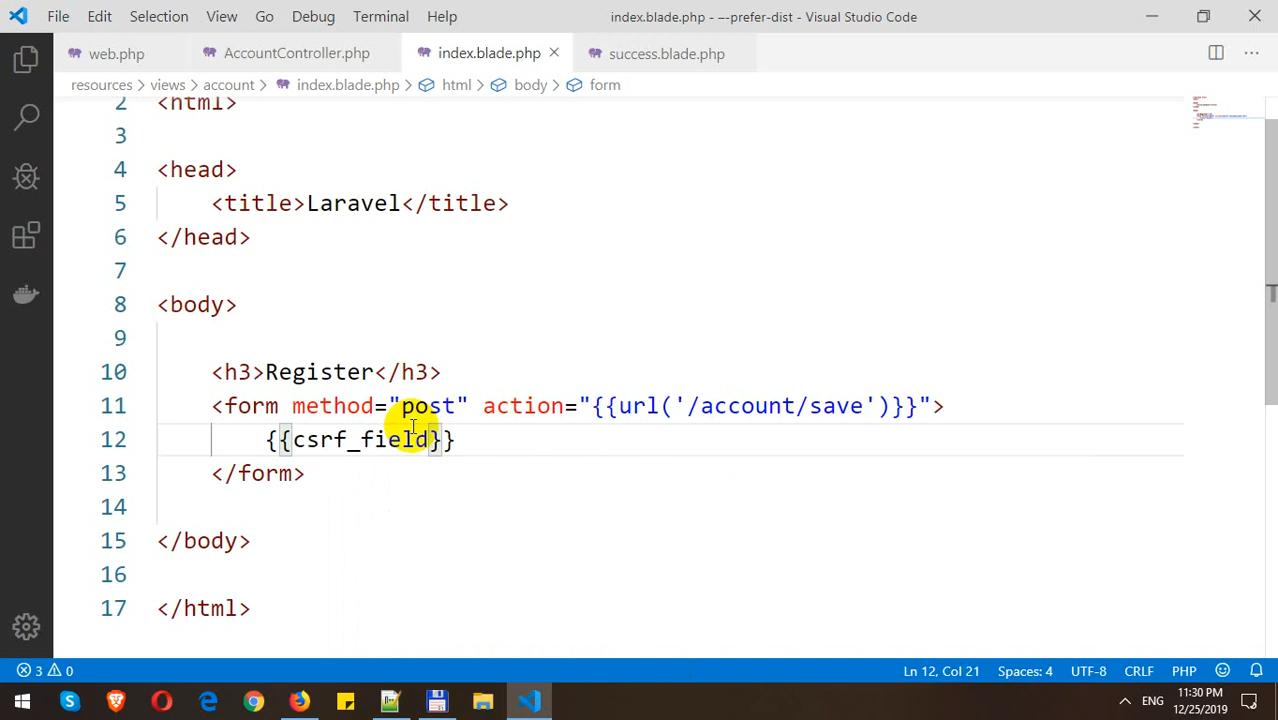 File Edit Selection View Go Debug Terminal Help index.blade.php - –-prefer-dist - Visual Studio Code
web.php AccountController.php index.blade.php success.blade.php
resources > views > account > index.blade.php > html > body > form
2 <html>
3
4 <head>
5 <title>Laravel</title>
6 </head>
7
8 <body>
9
10 <h3>Register</h3>
11 <form method="post" action="{{url('/account/save')}}">
12 {{csrf_field}}
13 </form>
14
15 </body>
16
17 </html>
3 0 Ln 12, Col 21 Spaces: 4 UTF-8 CRLF PHP
ENG 11:30 PM
12/25/2019